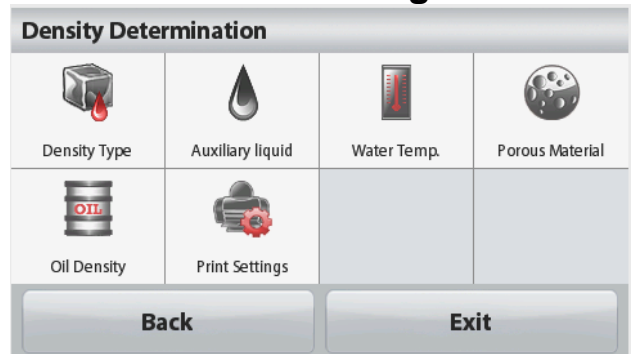 Density Determination
Density Type
Auxiliary liquid
Water Temp.
Porous Material
OIL
Oil Density
Print Settings
Back
Exit